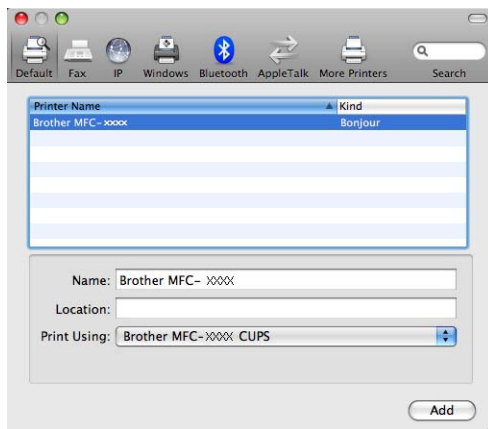 Default Fax IP Windows Bluetooth AppleTalk More Printers Search
Printer Name Kind
Brother MFC-xxxx Bonjour
Name: Brother MFC- XXXX
Location:
Print Using: Brother MFC-XXXX CUPS
Add